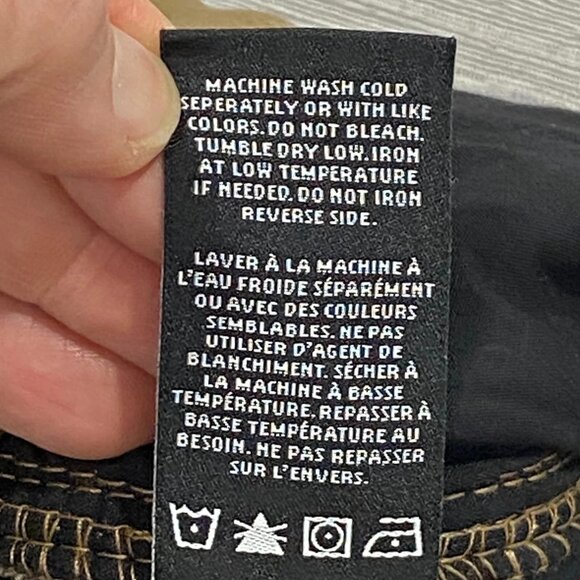 MACHINE WASH COLD
SEPERATELY OR WITH LIKE
COLORS. DO NOT BLEACH.
TUMBLE DRY LOW. IRON
AT LOW TEMPERATURE
IF NEEDED. DO NOT IRON
REVERSE SIDE.
LAVER À LA MACHINE À
L'EAU FROIDE SÉPARÉMENT
OU AVEC DES COULEURS
SEMBLABLES. NE PAS
UTILISER D'AGENT DE
BLANCHIMENT. SÉCHER À
LA MACHINE À BASSE
TEMPÉRATURE. REPASSER À
BASSE TEMPÉRATURE AU
BESOIN. NE PAS REPASSER
SUR L'ENVERS.